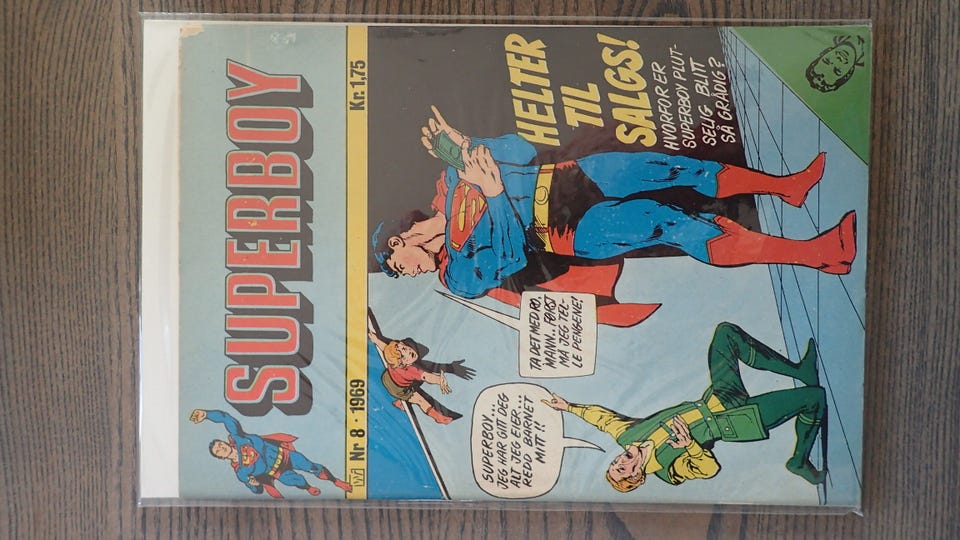 SUPERBOY
W Nr 8 · 1969
Kr. 1,75
HELTER
TIL
SALGS!
HVORFOR ER
SUPERBOY PLUT-
SELIG BLITT
SÅ GRÅDIG?
SUPERBOY...
JEG HAR GITT DEG
ALT JEG EIER...
REDD BARNET
MITT!!
TA DET MED RO,
MANN.. FØRST
MÅ JEG TEL-
LE PENGENE!